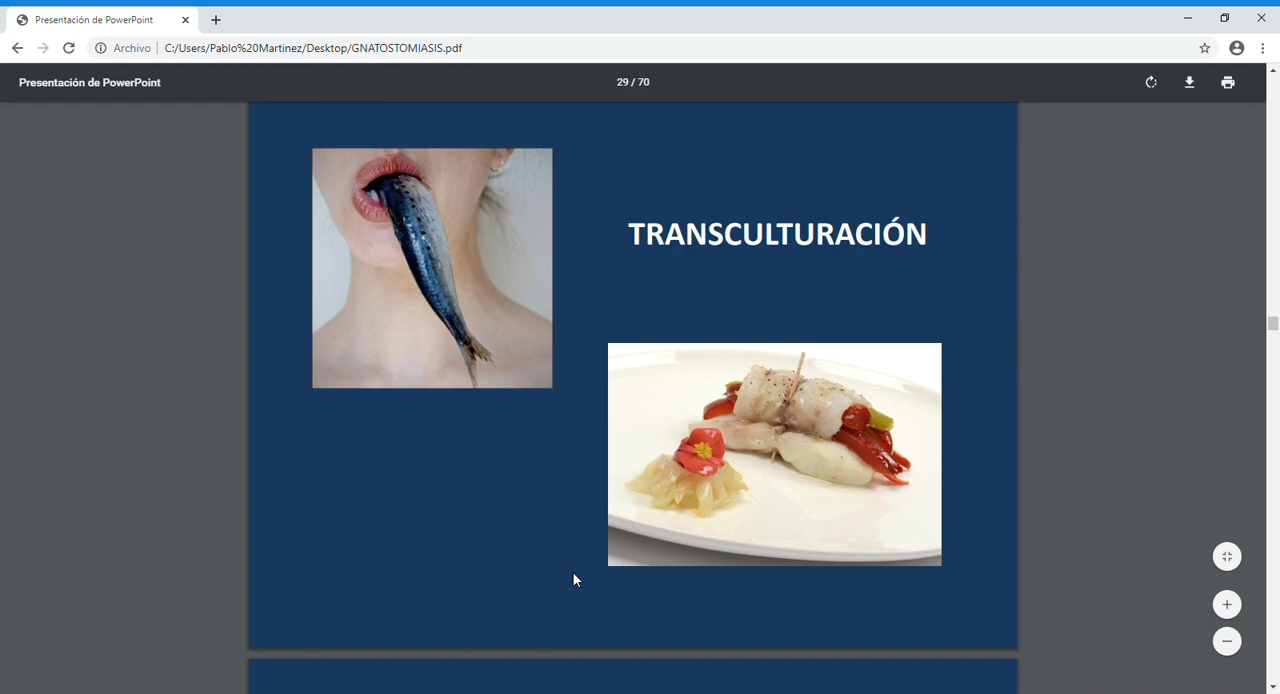 Presentación de PowerPoint
Archivo | C:/Users/Pablo%20Martinez/Desktop/GNATOSTOMIASIS.pdf
Presentación de PowerPoint
29 / 70
TRANSCULTURACIÓN